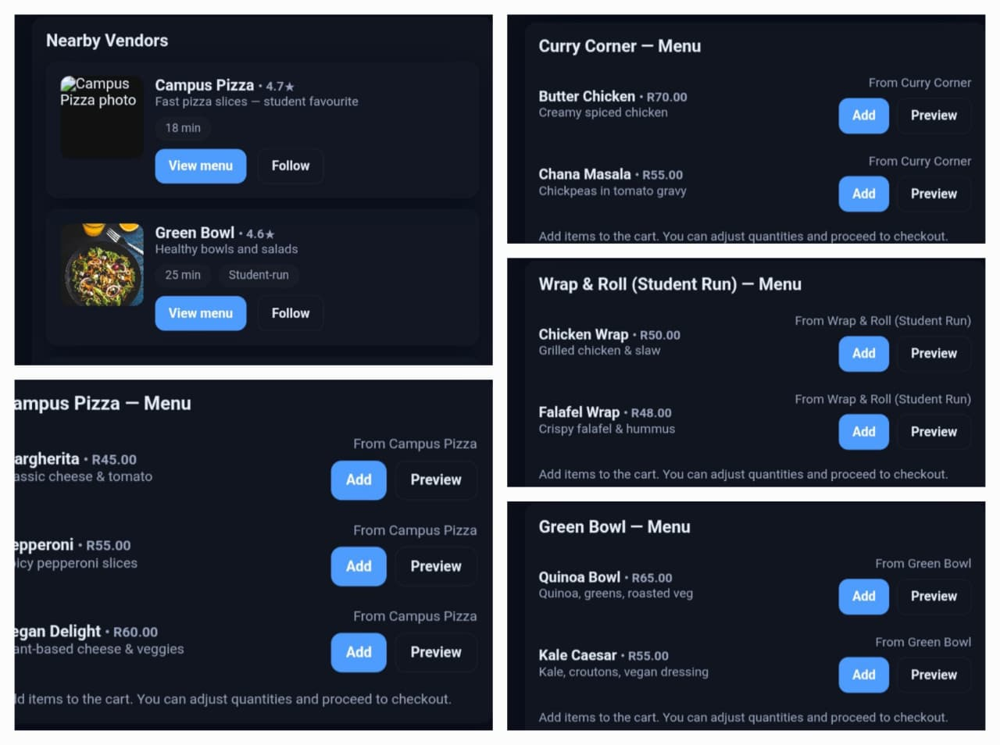 Nearby Vendors
Campus Pizza photo
Campus Pizza • 4.7★
Fast pizza slices — student favourite
18 min
View menu
Follow
Green Bowl • 4.6★
Healthy bowls and salads
25 min
Student-run
View menu
Follow
ampus Pizza — Menu
From Campus Pizza
argherita • R45.00
assic cheese & tomato
Add
Preview
From Campus Pizza
epperoni • R55.00
icy pepperoni slices
Add
Preview
From Campus Pizza
egan Delight • R60.00
ant-based cheese & veggies
Add
Preview
d items to the cart. You can adjust quantities and proceed to checkout.
Curry Corner — Menu
From Curry Corner
Butter Chicken • R70.00
Creamy spiced chicken
Add
Preview
From Curry Corner
Chana Masala • R55.00
Chickpeas in tomato gravy
Add
Preview
Add items to the cart. You can adjust quantities and proceed to checkout.
Wrap & Roll (Student Run) — Menu
From Wrap & Roll (Student Run)
Chicken Wrap • R50.00
Grilled chicken & slaw
Add
Preview
From Wrap & Roll (Student Run)
Falafel Wrap • R48.00
Crispy falafel & hummus
Add
Preview
Add items to the cart. You can adjust quantities and proceed to checkout.
Green Bowl — Menu
From Green Bowl
Quinoa Bowl • R65.00
Quinoa, greens, roasted veg
Add
Preview
From Green Bowl
Kale Caesar • R55.00
Kale, croutons, vegan dressing
Add
Preview
Add items to the cart. You can adjust quantities and proceed to checkout.